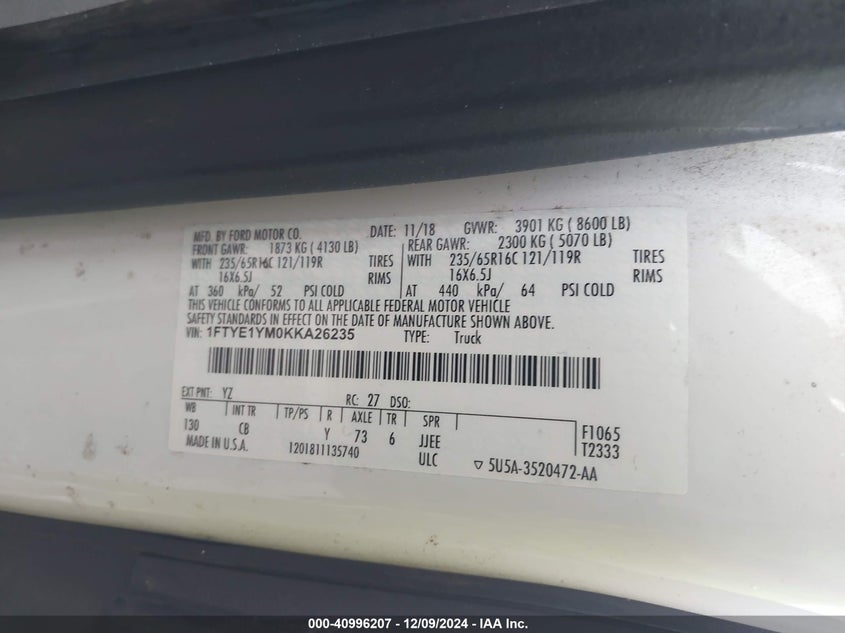 MFD. BY FORD MOTOR CO. DATE: 11/18 GVWR: 3901 KG ( 8600 LB)
FRONT GAWR: 1873 KG ( 4130 LB) REAR GAWR: 2300 KG ( 5070 LB)
WITH 235/65R16C 121/119R TIRES WITH 235/65R16C 121/119R TIRES
16X6.5J RIMS 16X6.5J RIMS
AT 360 kPa/ 52 PSI COLD AT 440 kPa/ 64 PSI COLD
THIS VEHICLE CONFORMS TO ALL APPLICABLE FEDERAL MOTOR VEHICLE
SAFETY STANDARDS IN EFFECT ON THE DATE OF MANUFACTURE SHOWN ABOVE.
VIN: 1FTYE1YM0KKA26235 TYPE: Truck
EXT PNT: YZ RC: 27 DSO:
WB INT TR TP/PS R AXLE TR SPR
130 CB Y 73 6 JJEE F1065
MADE IN U.S.A. 1201811135740 ULC T2333
▽ 5U5A-3520472-AA
000-40996207 - 12/09/2024 - IAA Inc.